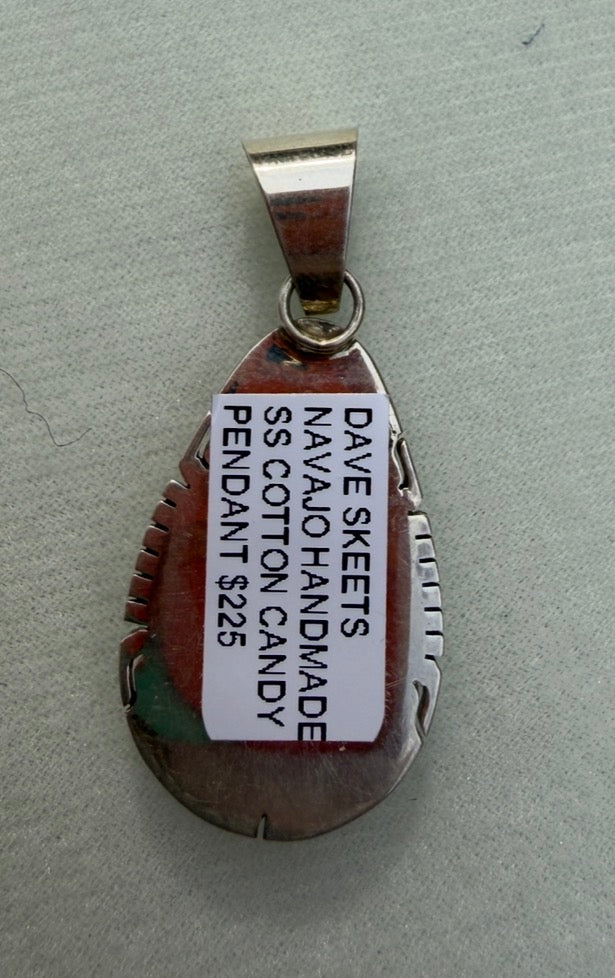 DAVE SKEETS
NAVAJO HANDMADE
SS COTTON CANDY
PENDANT $225